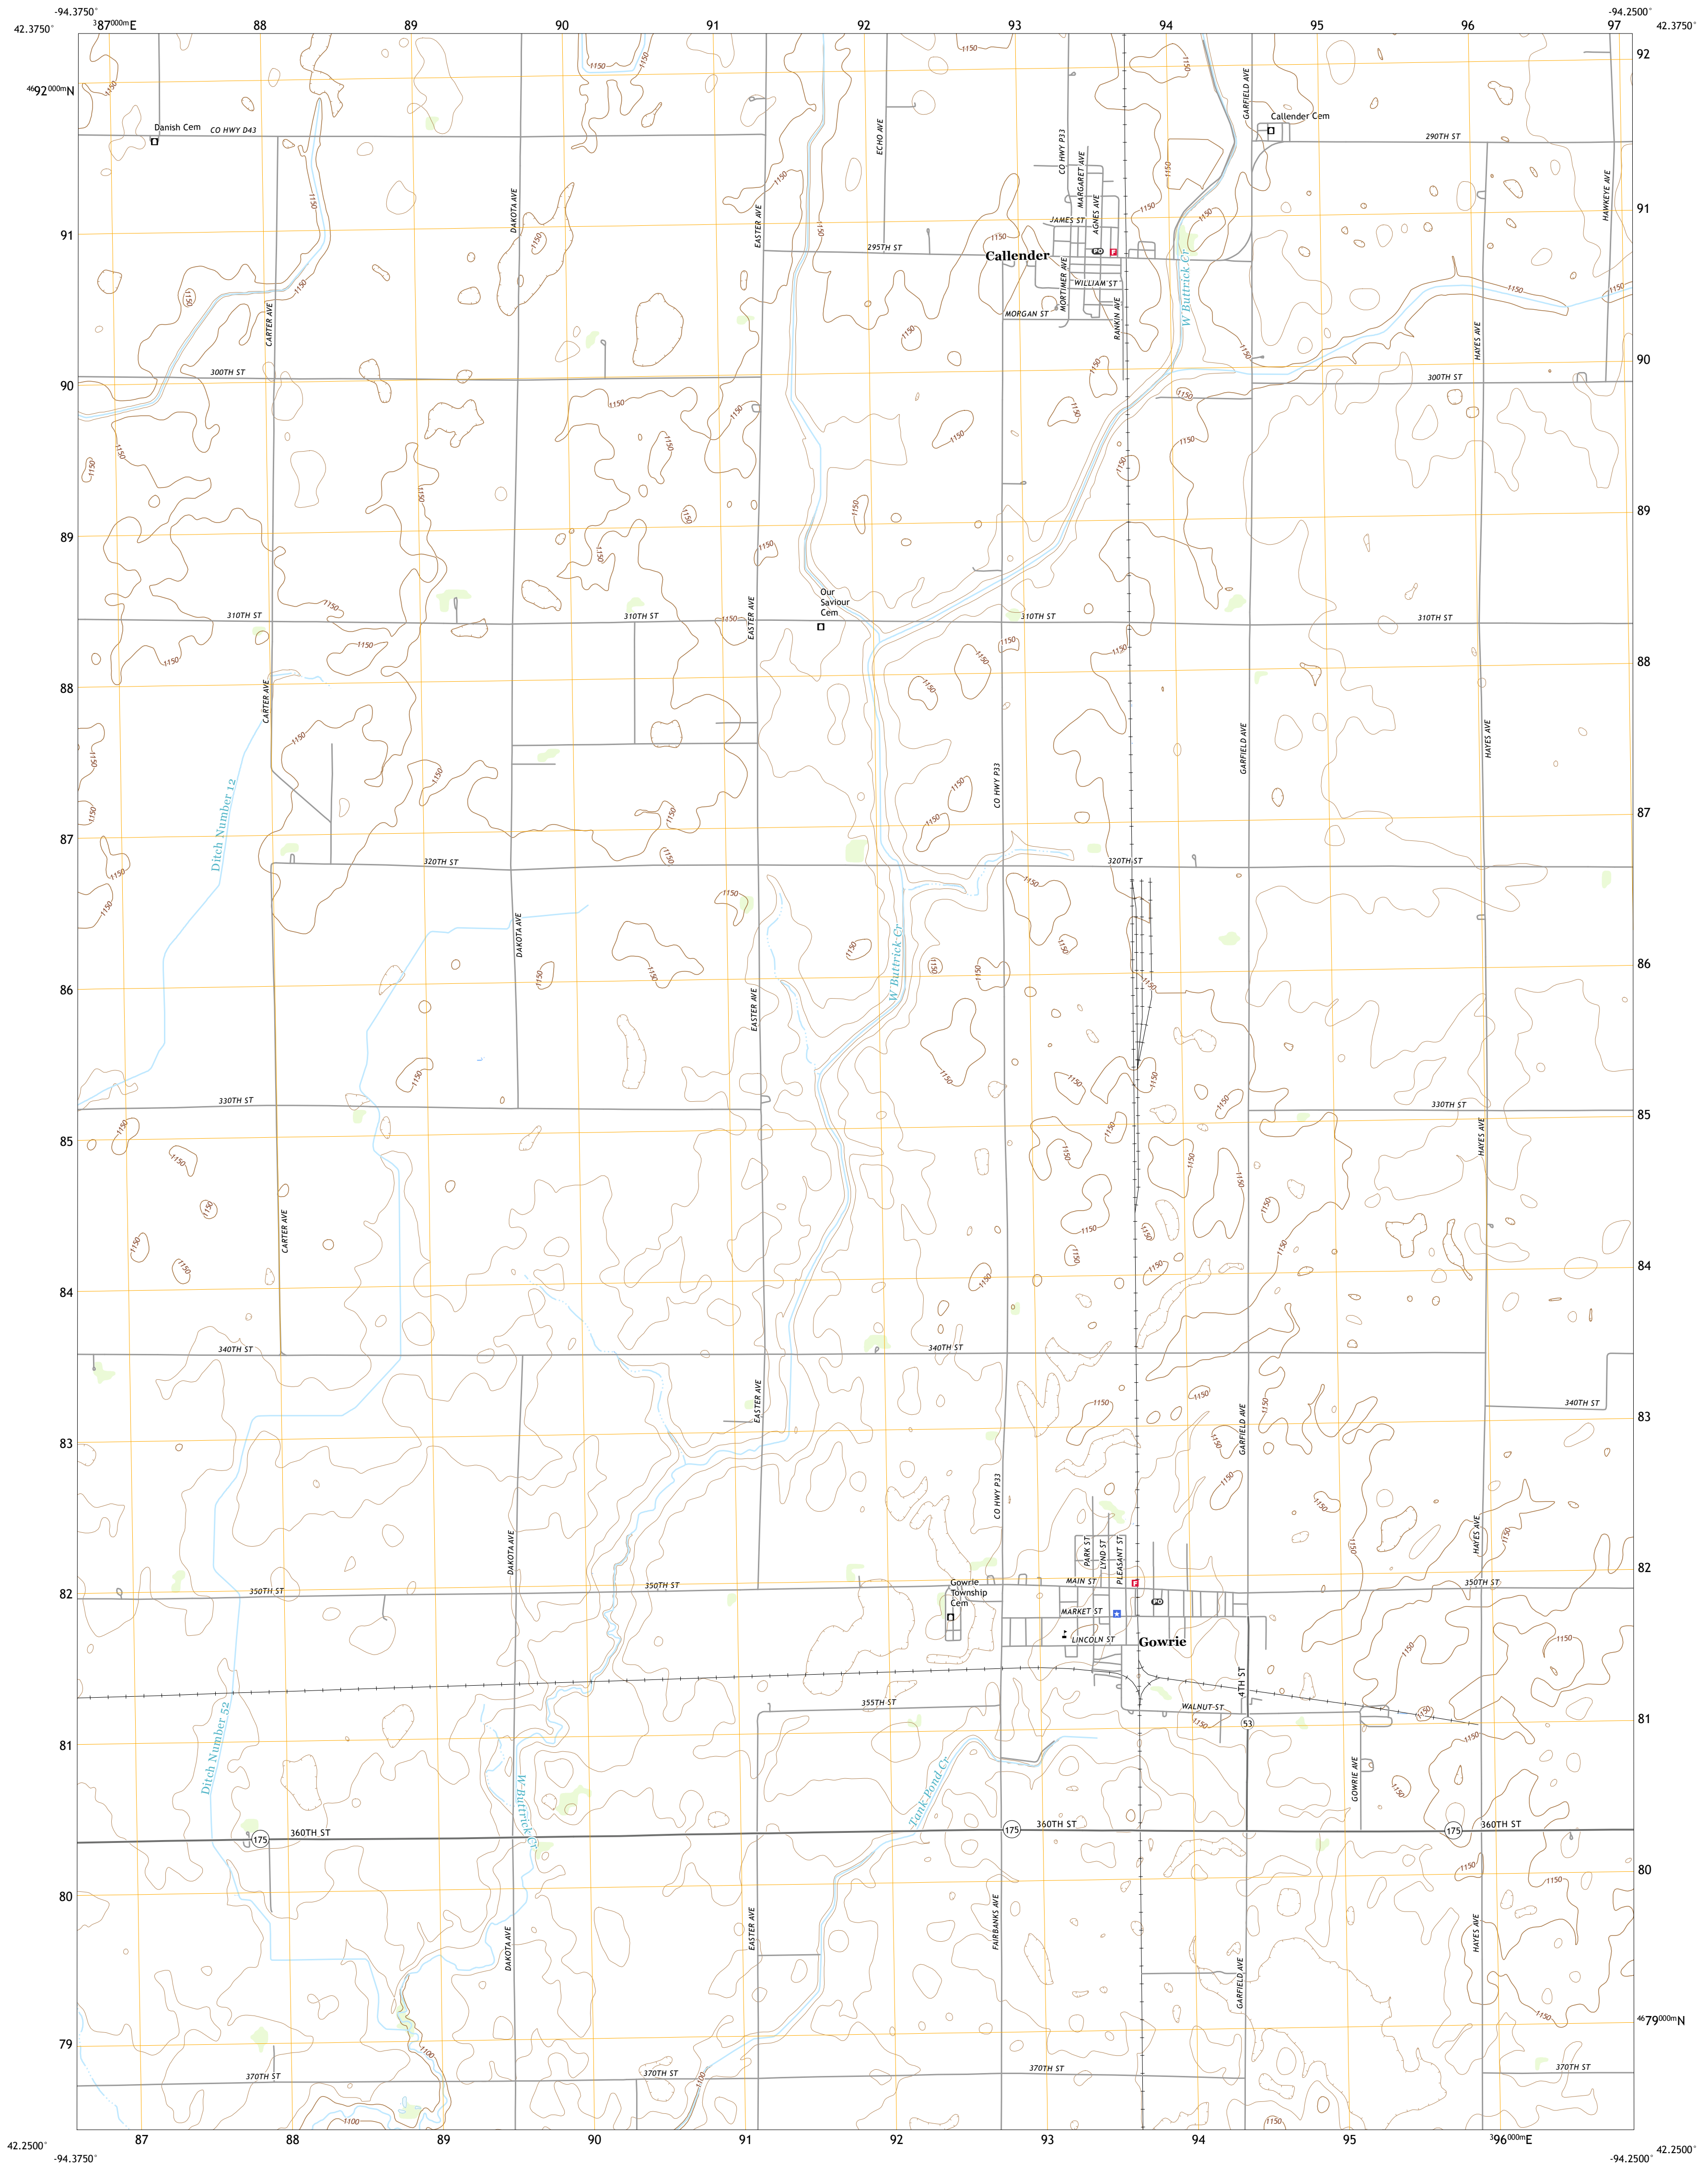 -94.3750°
-94.2500°
42.3750°
³87⁰⁰⁰ᵐE
88
89
90
91
92
93
94
95
96
97
42.3750°
⁴⁶92⁰⁰⁰ᵐN
92
Danish Cem
CO HWY D43
Callender Cem
290TH ST
GARFIELD AVE
ECHO AVE
CO HWY P33
MARGARET AVE
AGNES AVE
HAWKEYE AVE
DAKOTA AVE
EASTER AVE
91
91
JAMES ST
295TH ST
Callender
PO
F
WILLIAM ST
MORTIMER AVE
MORGAN ST
RANKIN AVE
W Buttrick Cr
CARTER AVE
HAYES AVE
300TH ST
300TH ST
90
90
1150
89
89
Our
Saviour
Cem
310TH ST
310TH ST
310TH ST
310TH ST
EASTER AVE
88
88
CARTER AVE
GARFIELD AVE
HAYES AVE
CO HWY P33
Ditch Number 12
87
87
320TH ST
320TH ST
DAKOTA AVE
W Buttrick Cr
86
86
EASTER AVE
330TH ST
330TH ST
85
85
HAYES AVE
CARTER AVE
84
84
340TH ST
340TH ST
340TH ST
EASTER AVE
GARFIELD AVE
83
83
CO HWY P33
DAKOTA AVE
HAYES AVE
PARK ST
LYND ST
PLEASANT ST
82
82
350TH ST
350TH ST
MAIN ST
350TH ST
Gowrie
Township
Cem
F
PO
MARKET ST
LINCOLN ST
Gowrie
4TH ST
355TH ST
WALNUT ST
53
81
81
Ditch Number 52
W Buttrick Cr
Tank Pond Cr
GOWRIE AVE
175
360TH ST
175
360TH ST
175
360TH ST
80
80
DAKOTA AVE
EASTER AVE
FAIRBANKS AVE
GARFIELD AVE
HAYES AVE
79
⁴⁶79⁰⁰⁰ᵐN
1100
1100
370TH ST
370TH ST
370TH ST
370TH ST
1100
1150
87
88
89
90
91
92
93
94
95
³96⁰⁰⁰ᵐE
42.2500°
42.2500°
-94.3750°
-94.2500°